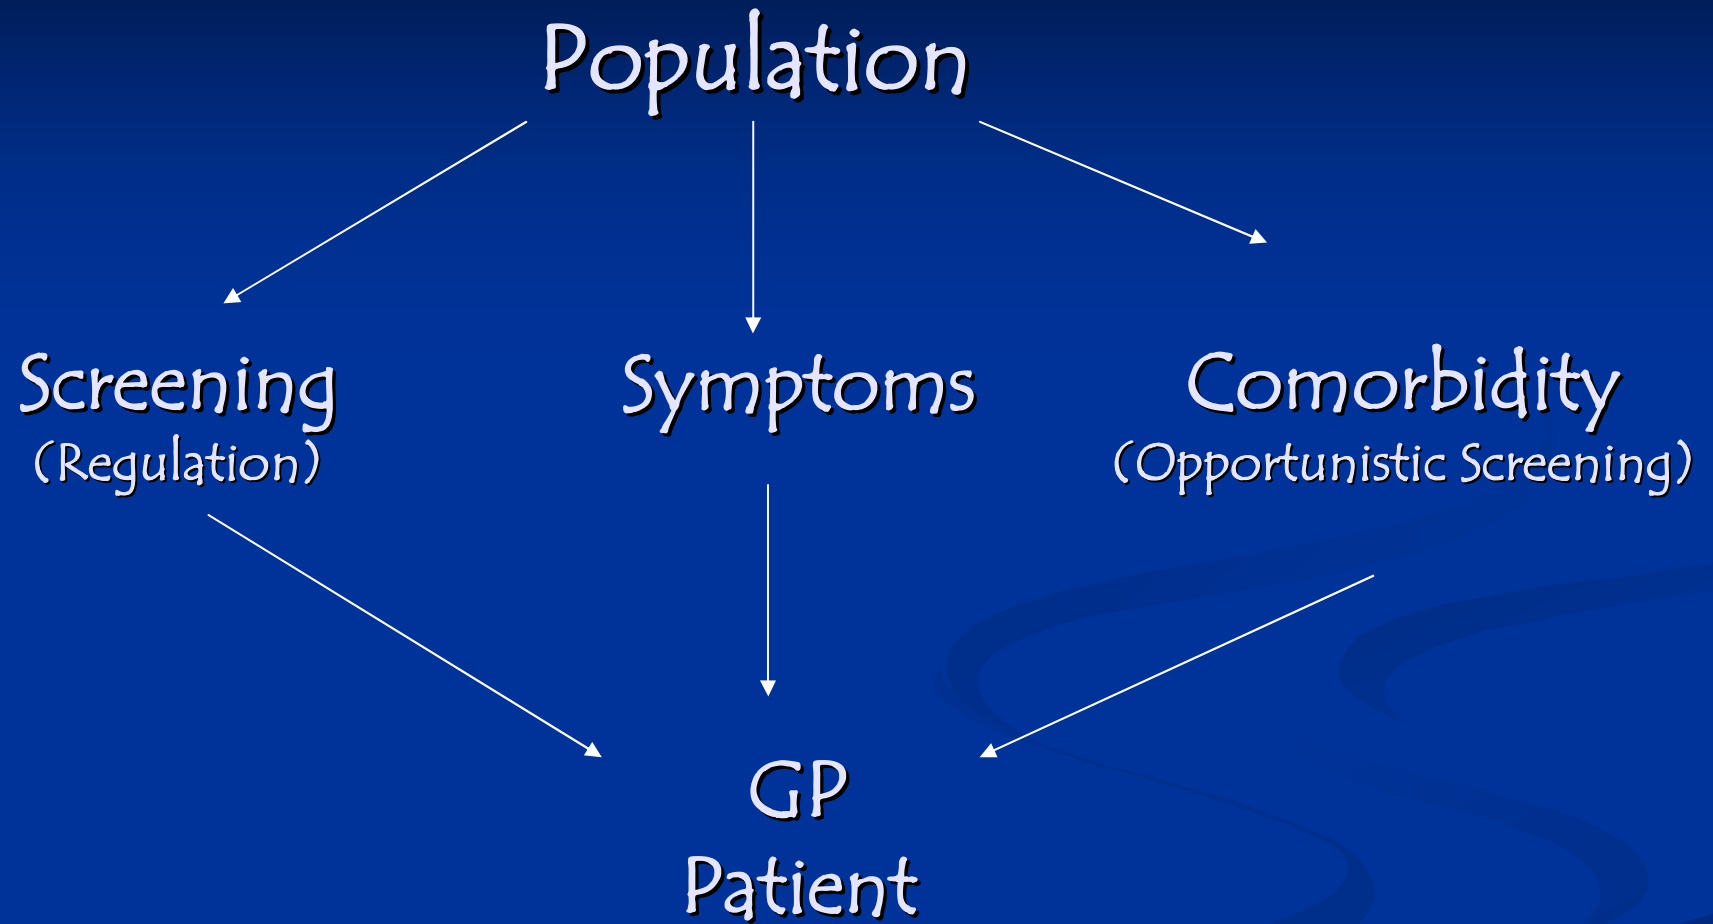 Population
Screening
(Regulation)
Symptoms
Comorbidity
(Opportunistic Screening)
GP
Patient